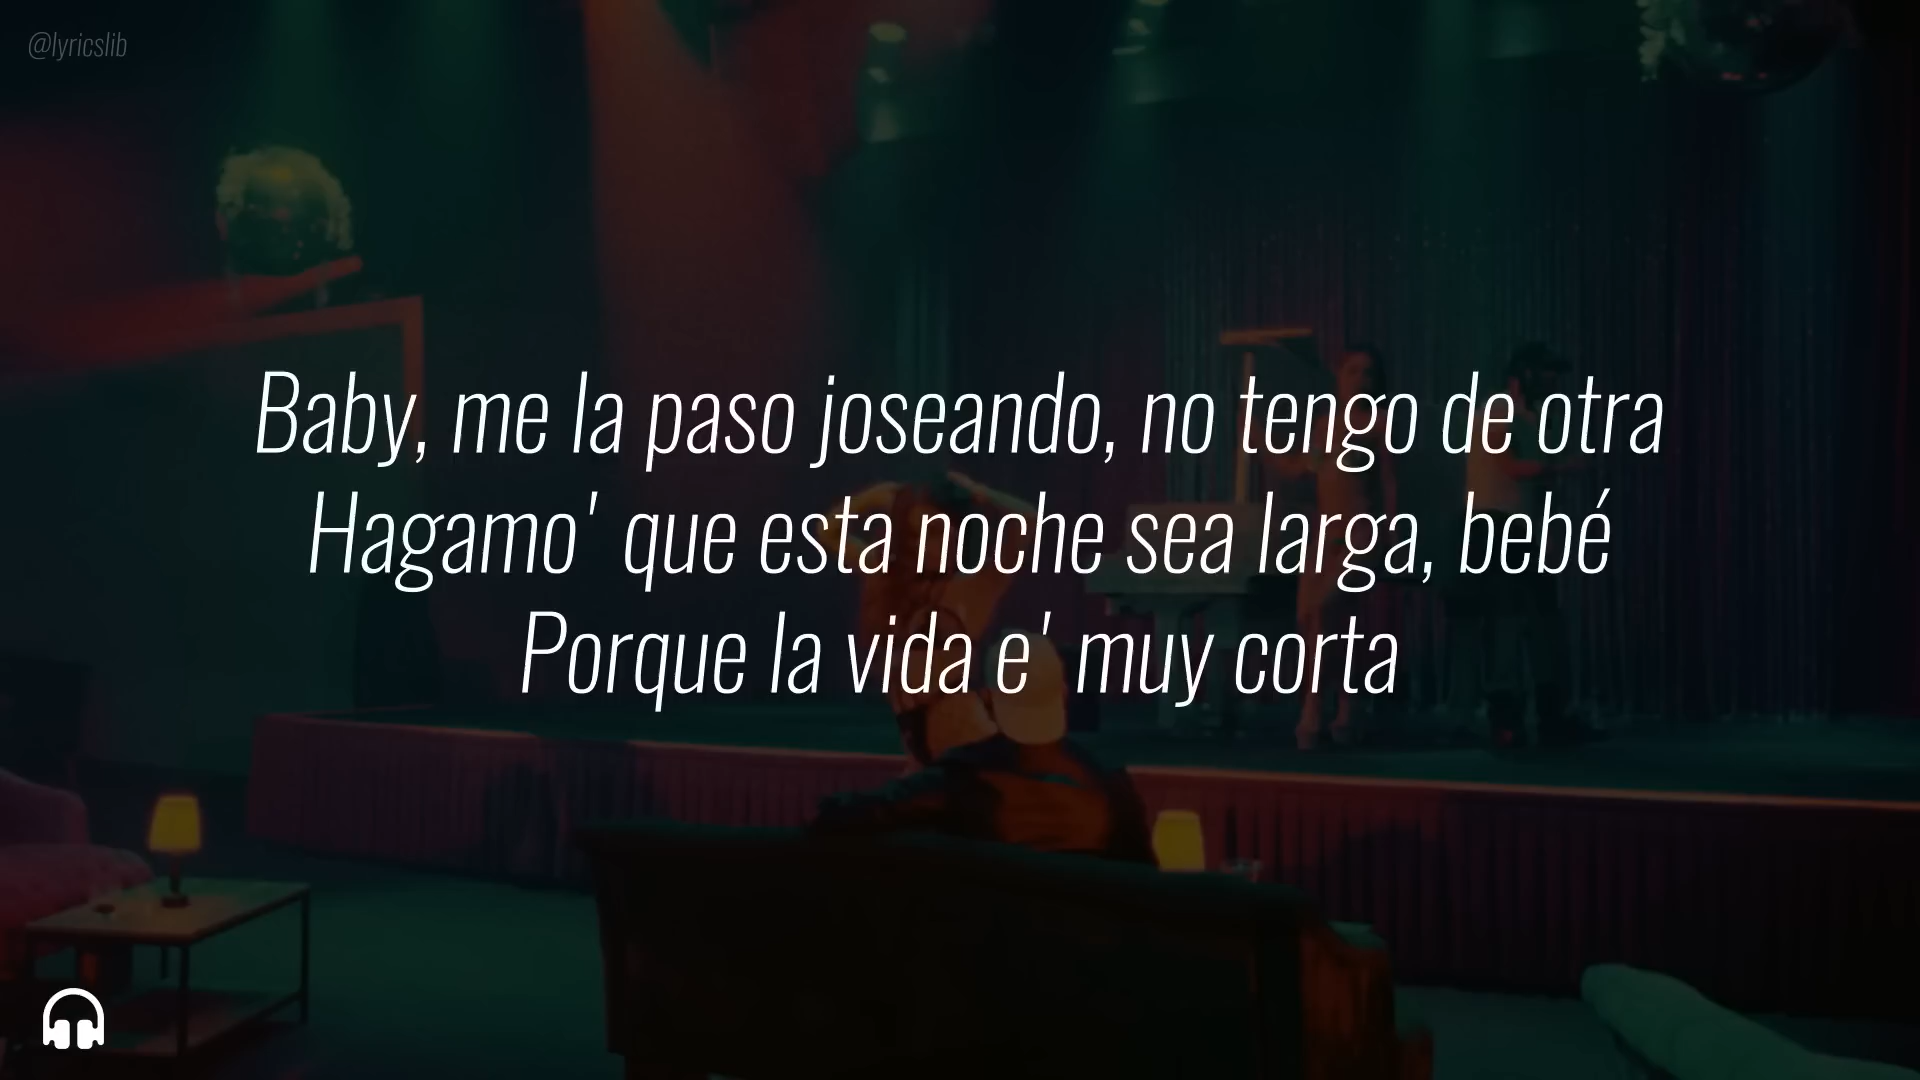 @lyricslib
Baby, me la paso joseando, no tengo de otra
Hagamo' que esta noche sea larga, bebé
Porque la vida e' muy corta